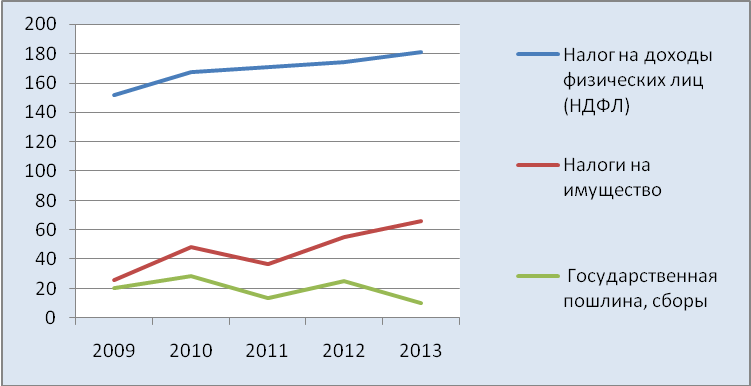 200
180
160
140
120
100
80
60
40
20
0
2009 2010 2011 2012 2013
Налог на доходы
физических лиц
(НДФЛ)
Налоги на
имущество
Государственная
пошлина, сборы